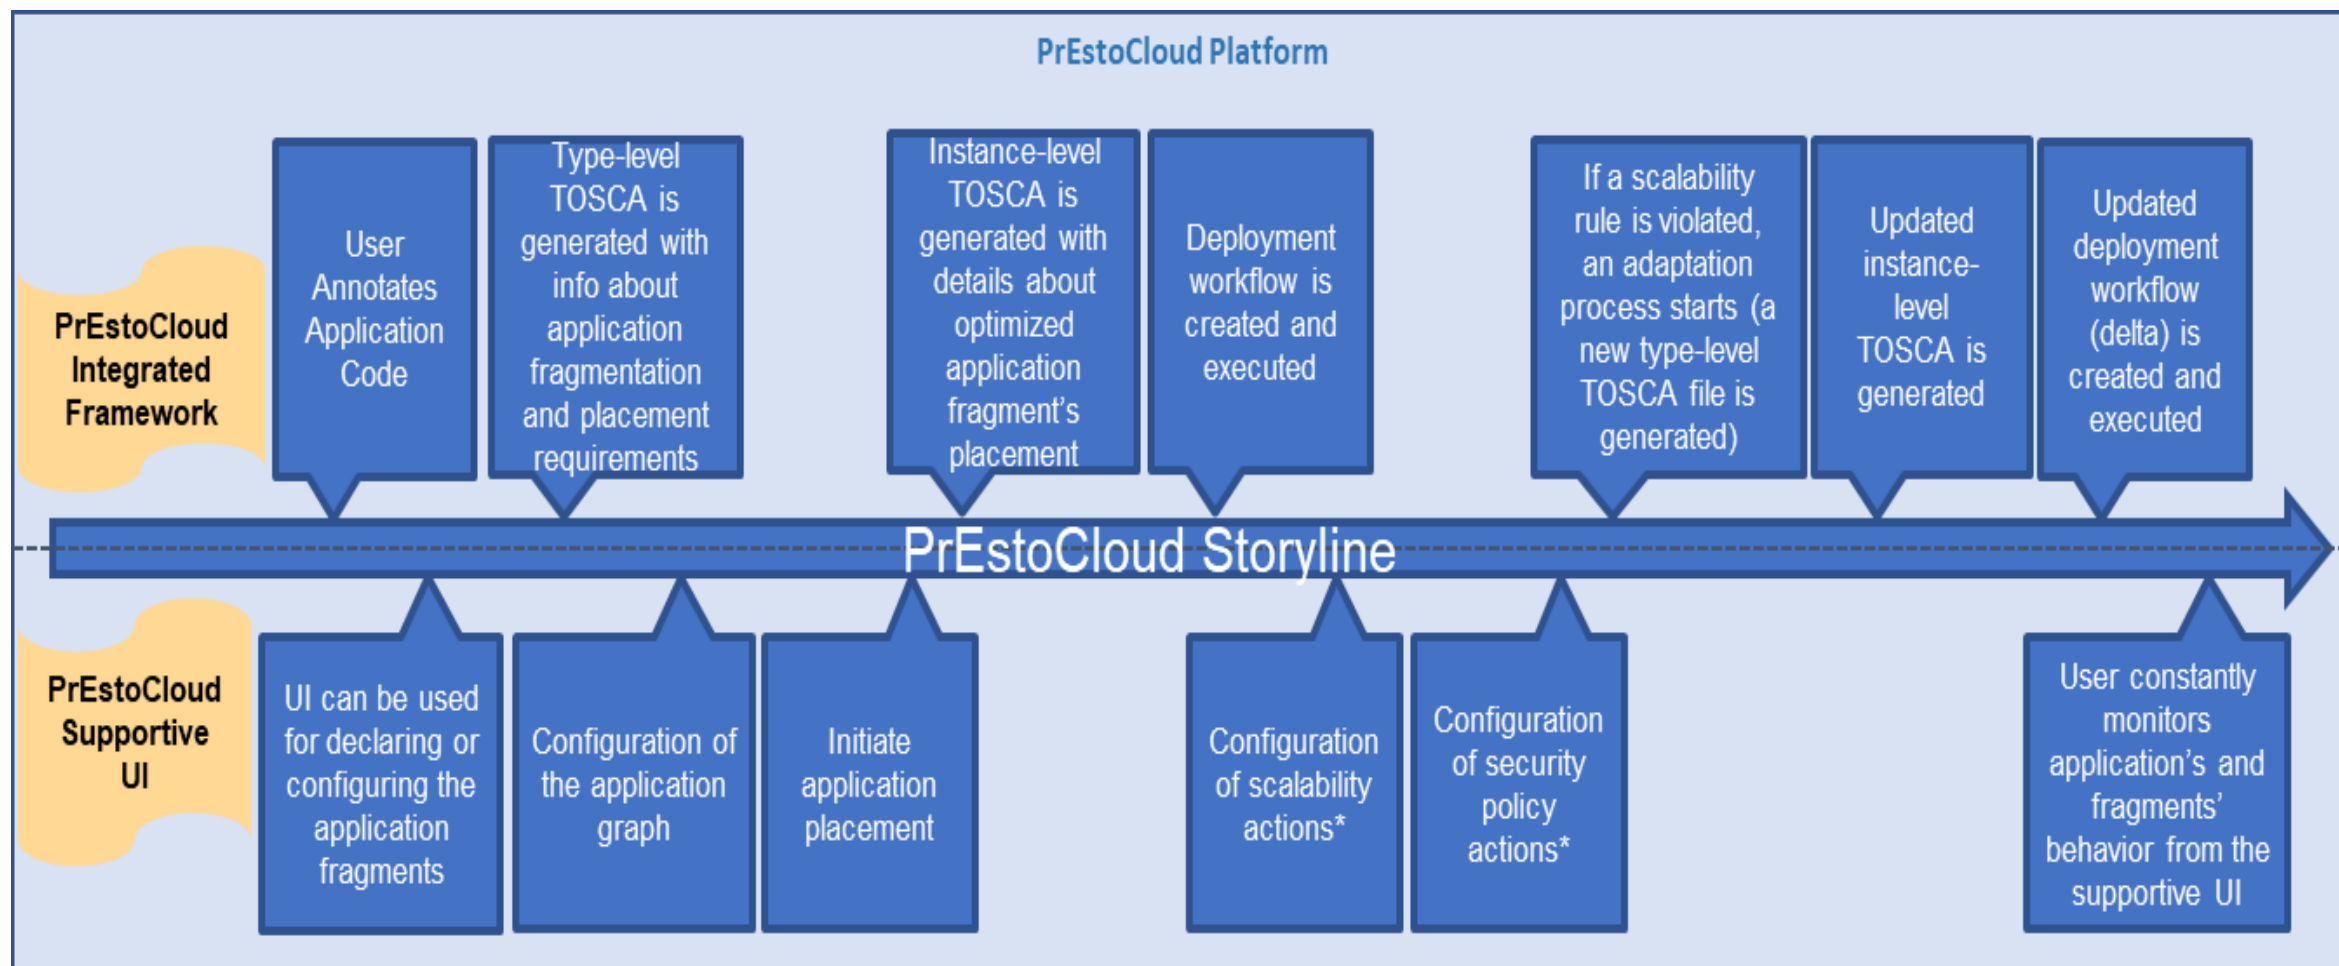 PrEstoCloud Platform
PrEstoCloud
Integrated
Framework
User
Annotates
Application
Code
Type-level
TOSCA is
generated with
info about
application
fragmentation
and placement
requirements
Instance-level
TOSCA is
generated with
details about
optimized
application
fragment’s
placement
Deployment
workflow is
created and
executed
If a scalability
rule is violated,
an adaptation
process starts (a
new type-level
TOSCA file is
generated)
Updated
instance-
level
TOSCA is
generated
Updated
deployment
workflow
(delta) is
created and
executed
PrEstoCloud Storyline
PrEstoCloud
Supportive
UI
UI can be used
for declaring or
configuring the
application
fragments
Configuration of
the application
graph
Initiate
application
placement
Configuration
of scalability
actions*
Configuration
of security
policy
actions*
User constantly
monitors
application’s and
fragments’
behavior from the
supportive UI